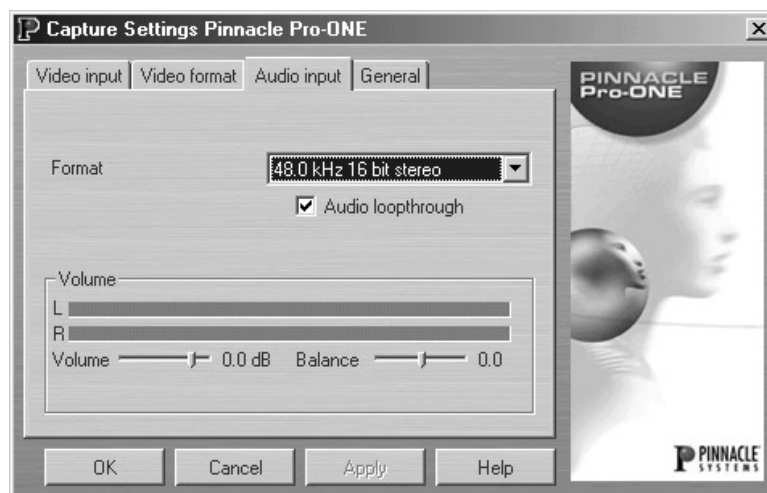 Capture Settings Pinnacle Pro-ONE
Video input Video format Audio input General
PINNACLE
Pro-ONE
Format 48.0 kHz 16 bit stereo
Audio loopthrough
Volume
L
R
Volume 0.0 dB Balance 0.0
OK Cancel Apply Help
PINNACLE
SYSTEMS